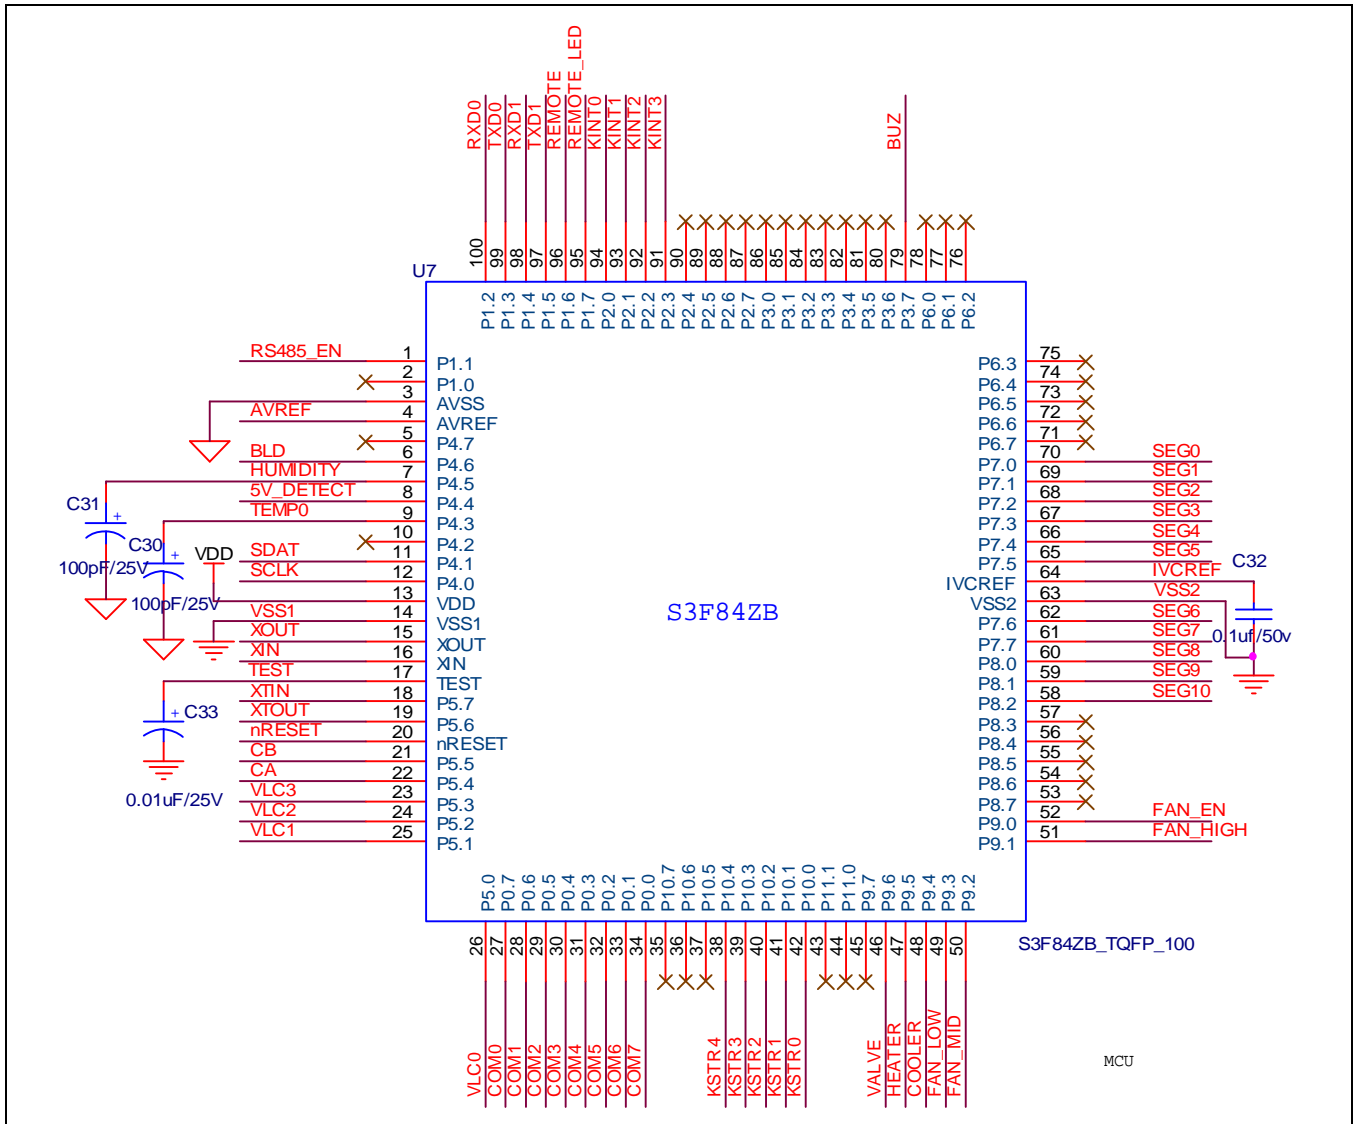 RXD0
TXD0
RXD1
TXD1
REMOTE
REMOTE_LED
KINT0
KINT1
KINT2
KINT3
BUZ
100
99
98
97
96
95
94
93
92
91
90
89
88
87
86
85
84
83
82
81
80
79
78
77
76
U7
P1.2
P1.3
P1.4
P1.5
P1.6
P1.7
P2.0
P2.1
P2.2
P2.3
P2.4
P2.5
P2.6
P2.7
P3.0
P3.1
P3.2
P3.3
P3.4
P3.5
P3.6
P3.7
P6.0
P6.1
P6.2
RS485_EN 1 P1.1
2 P1.0
3 AVSS
AVREF 4 AVREF
5 P4.7
BLD 6 P4.6
HUMIDITY 7 P4.5
5V_DETECT 8 P4.4
TEMP0 9 P4.3
10 P4.2
SDAT 11 P4.1
SCLK 12 P4.0
VDD 13 VDD
VSS1 14 VSS1
XOUT 15 XOUT
XIN 16 XIN
TEST 17 TEST
XTIN 18 P5.7
XTOUT 19 P5.6
nRESET 20 nRESET
CB 21 P5.5
CA 22 P5.4
VLC3 23 P5.3
VLC2 24 P5.2
VLC1 25 P5.1
C31
100pF/25V
C30
100pF/25V
C33
0.01uF/25V
S3F84ZB
P6.3 75
P6.4 74
P6.5 73
P6.6 72
P6.7 71
P7.0 70 SEG0
P7.1 69 SEG1
P7.2 68 SEG2
P7.3 67 SEG3
P7.4 66 SEG4
P7.5 65 SEG5
IVCREF 64 IVCREF
VSS2 63 VSS2
P7.6 62 SEG6
P7.7 61 SEG7
P8.0 60 SEG8
P8.1 59 SEG9
P8.2 58 SEG10
P8.3 57
P8.4 56
P8.5 55
P8.6 54
P8.7 53
P9.0 52 FAN_EN
P9.1 51 FAN_HIGH
C32
0.1uf/50v
P5.0
P0.7
P0.6
P0.5
P0.4
P0.3
P0.2
P0.1
P0.0
P10.7
P10.6
P10.5
P10.4
P10.3
P10.2
P10.1
P10.0
P11.1
P11.0
P9.7
P9.6
P9.5
P9.4
P9.3
P9.2
26
27
28
29
30
31
32
33
34
35
36
37
38
39
40
41
42
43
44
45
46
47
48
49
50
S3F84ZB_TQFP_100
VLC0
COM0
COM1
COM2
COM3
COM4
COM5
COM6
COM7
KSTR4
KSTR3
KSTR2
KSTR1
KSTR0
VALVE
HEATER
COOLER
FAN_LOW
FAN_MID
MCU